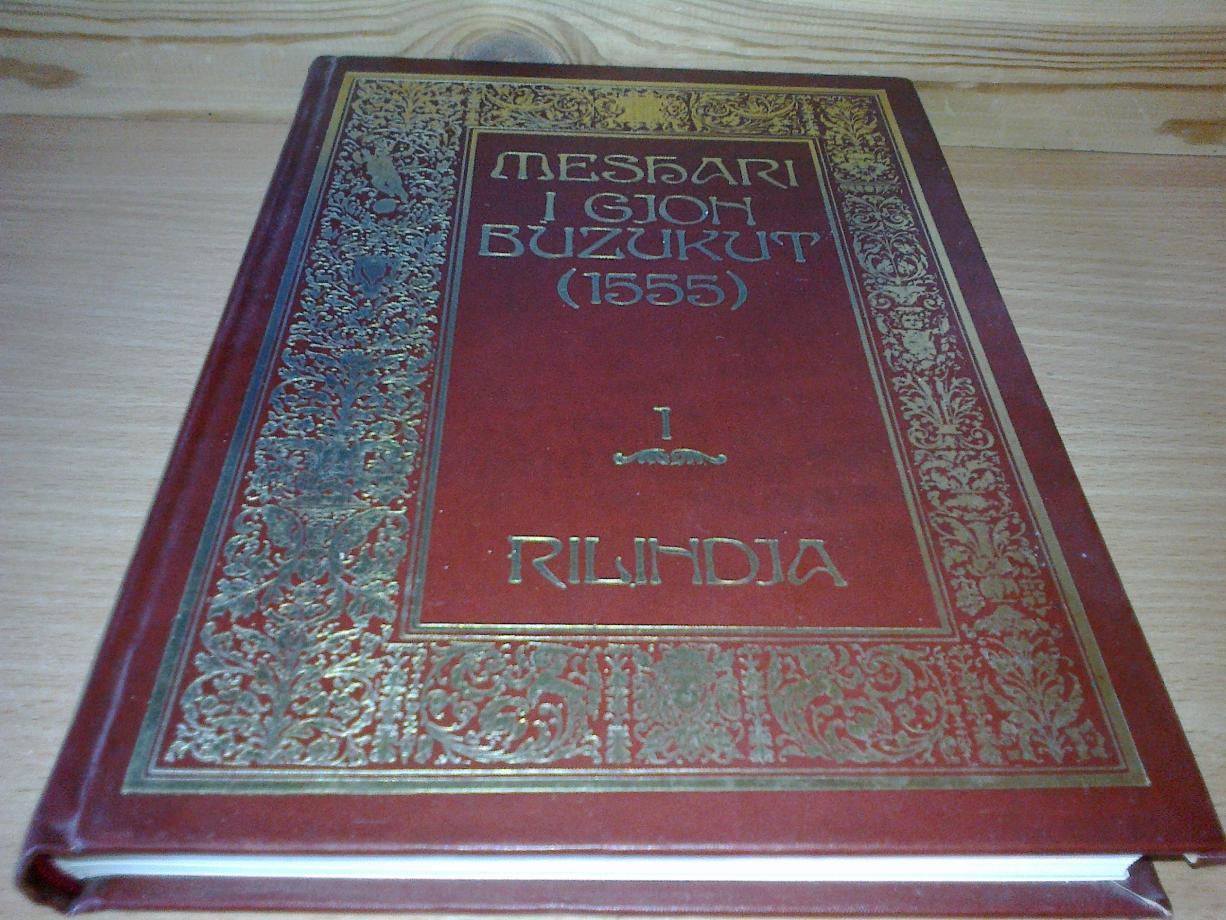 MESHARI
I GJON
BUZUKUT
(1555)
I
RILINDJA